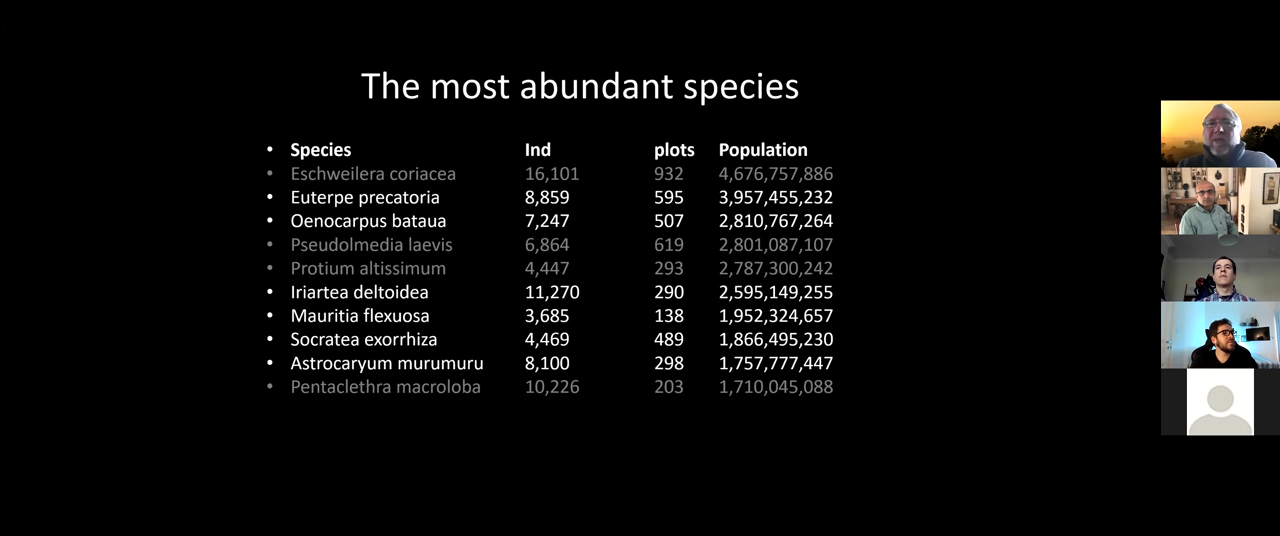 The most abundant species
• Species Ind plots Population
• Eschweilera coriacea 16,101 932 4,676,757,886
• Euterpe precatoria 8,859 595 3,957,455,232
• Oenocarpus bataua 7,247 507 2,810,767,264
• Pseudolmedia laevis 6,864 619 2,801,087,107
• Protium altissimum 4,447 293 2,787,300,242
• Iriartea deltoidea 11,270 290 2,595,149,255
• Mauritia flexuosa 3,685 138 1,952,324,657
• Socratea exorrhiza 4,469 489 1,866,495,230
• Astrocaryum murumuru 8,100 298 1,757,777,447
• Pentaclethra macroloba 10,226 203 1,710,045,088